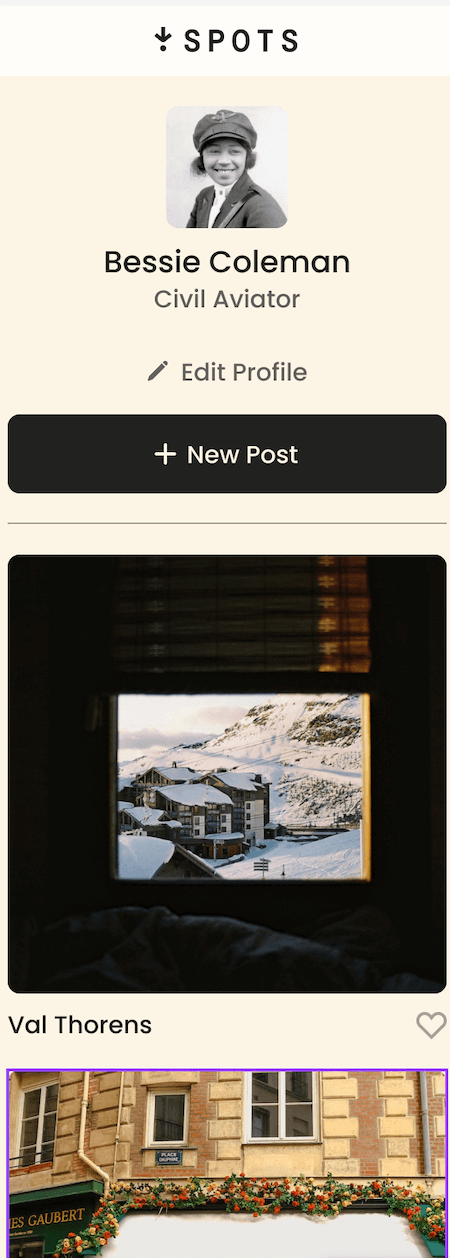 SPOTS
Bessie Coleman
Civil Aviator
Edit Profile
+ New Post
Val Thorens
PLACE
DAUPHINE
ES GAUBERT